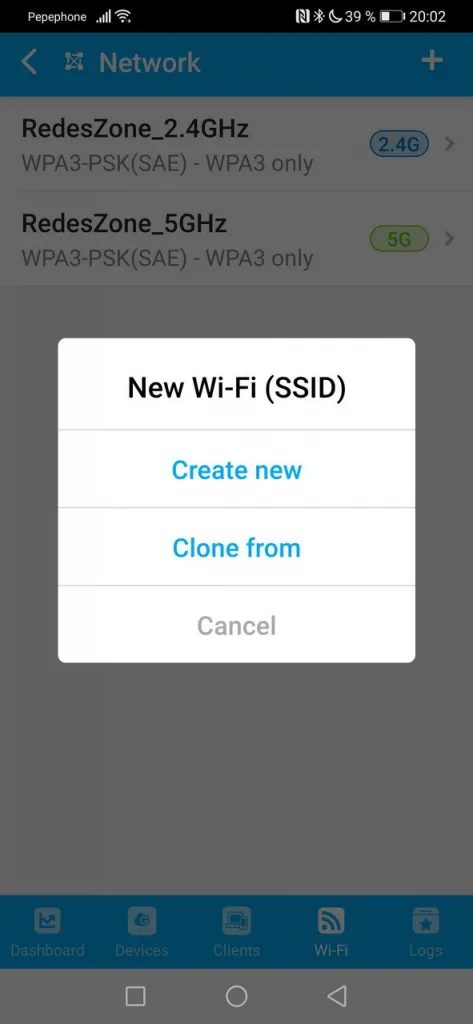 Pepephone 39 % 20:02
Network
RedesZone_2.4GHz
WPA3-PSK(SAE) - WPA3 only
2.4G
RedesZone_5GHz
WPA3-PSK(SAE) - WPA3 only
5G
New Wi-Fi (SSID)
Create new
Clone from
Cancel
Dashboard Devices Clients Wi-Fi Logs